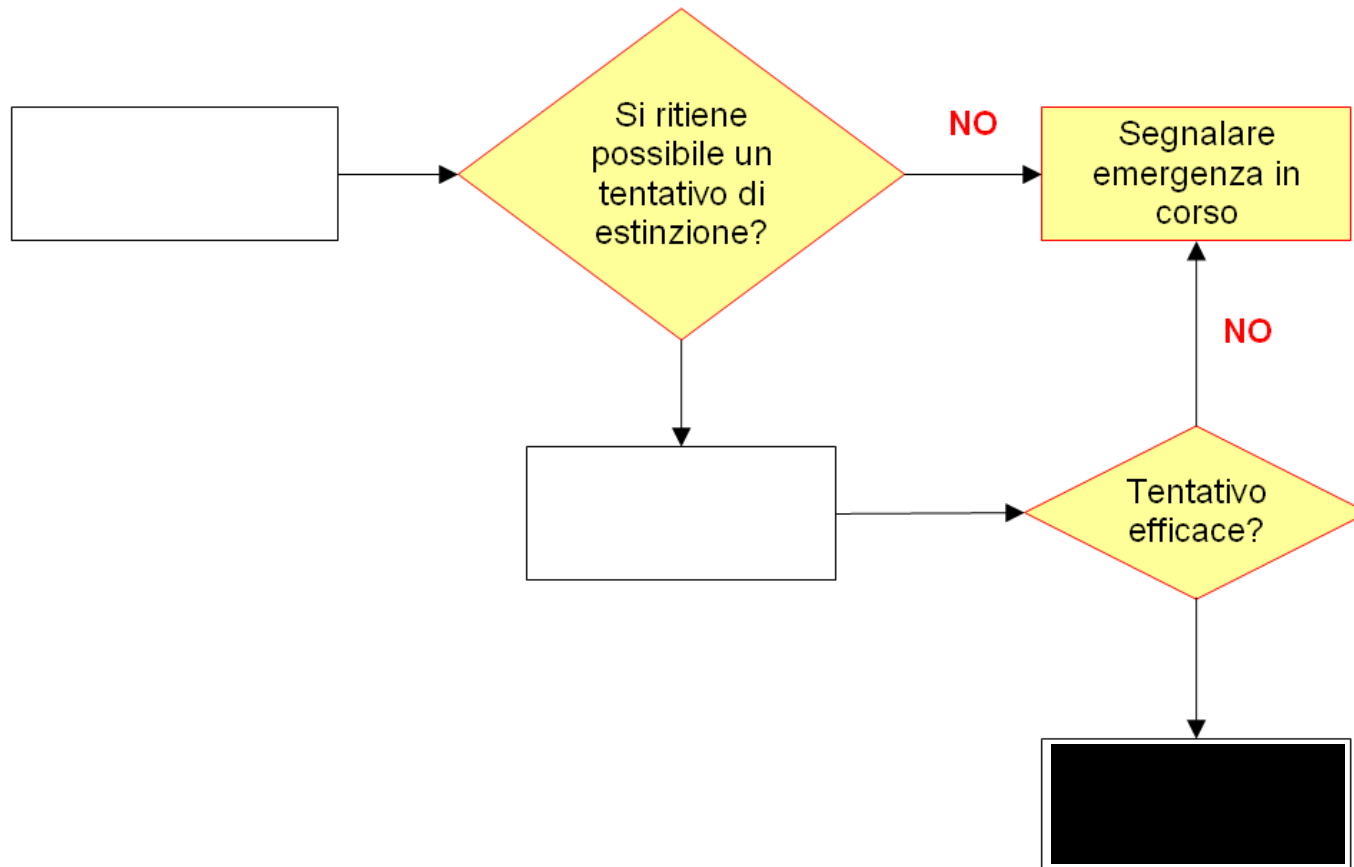 Si ritiene
possibile un
tentativo di
estinzione?
NO
Segnalare
emergenza in
corso
NO
Tentativo
efficace?